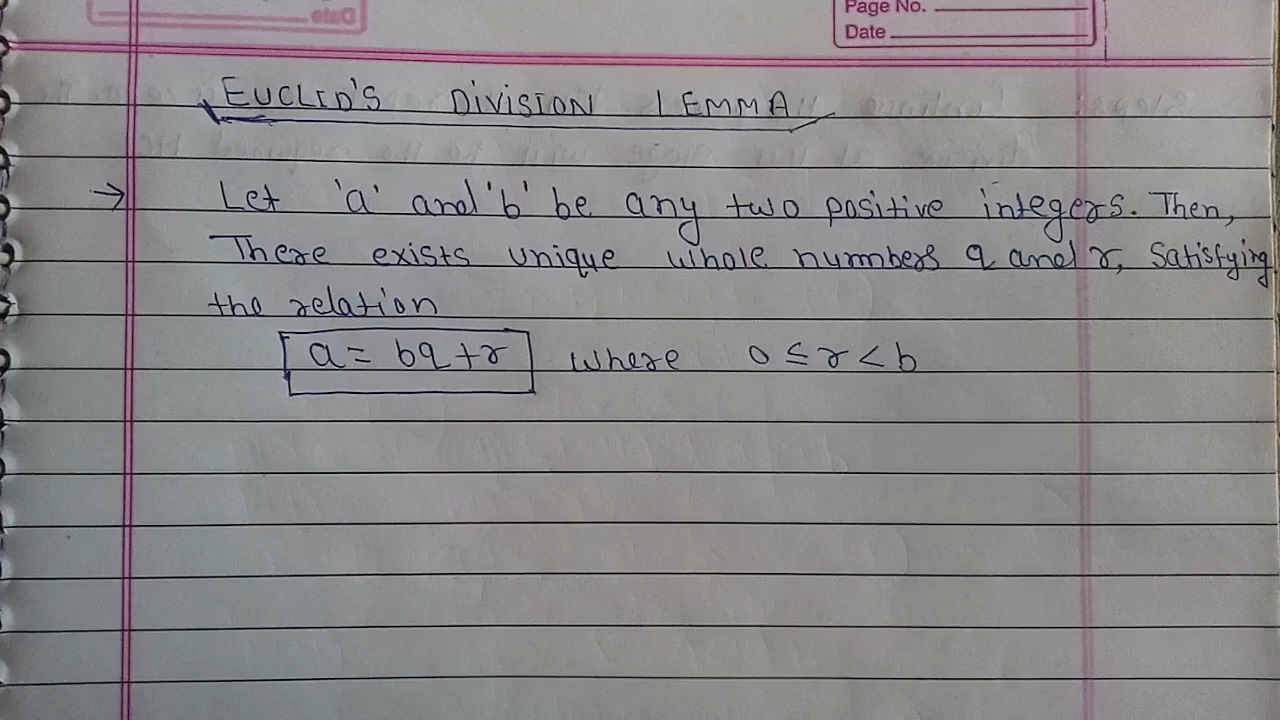 Page No.
Date
EUCLID'S DIVISION LEMMA
→ Let 'a' and 'b' be any two positive integers. Then,
There exists unique whole numbers q and r, satisfying
the relation
a = bq + r where 0 ≤ r < b